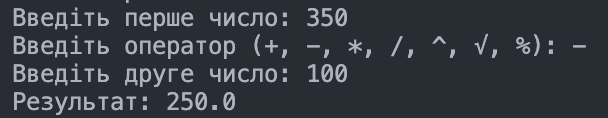 Введіть перше число: 350
Введіть оператор (+, -, *, /, ^, √, %): -
Введіть друге число: 100
Результат: 250.0